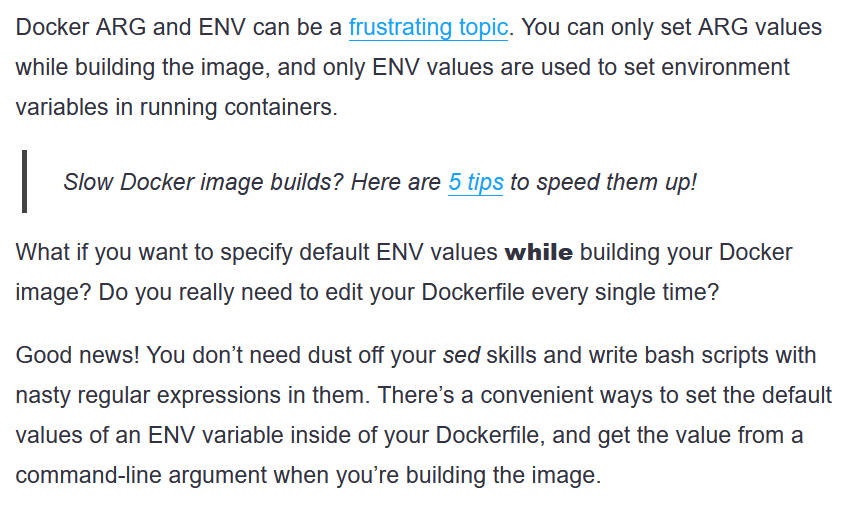 Docker ARG and ENV can be a frustrating topic. You can only set ARG values
while building the image, and only ENV values are used to set environment
variables in running containers.
Slow Docker image builds? Here are 5 tips to speed them up!
What if you want to specify default ENV values while building your Docker
image? Do you really need to edit your Dockerfile every single time?
Good news! You don’t need dust off your sed skills and write bash scripts with
nasty regular expressions in them. There’s a convenient ways to set the default
values of an ENV variable inside of your Dockerfile, and get the value from a
command-line argument when you’re building the image.